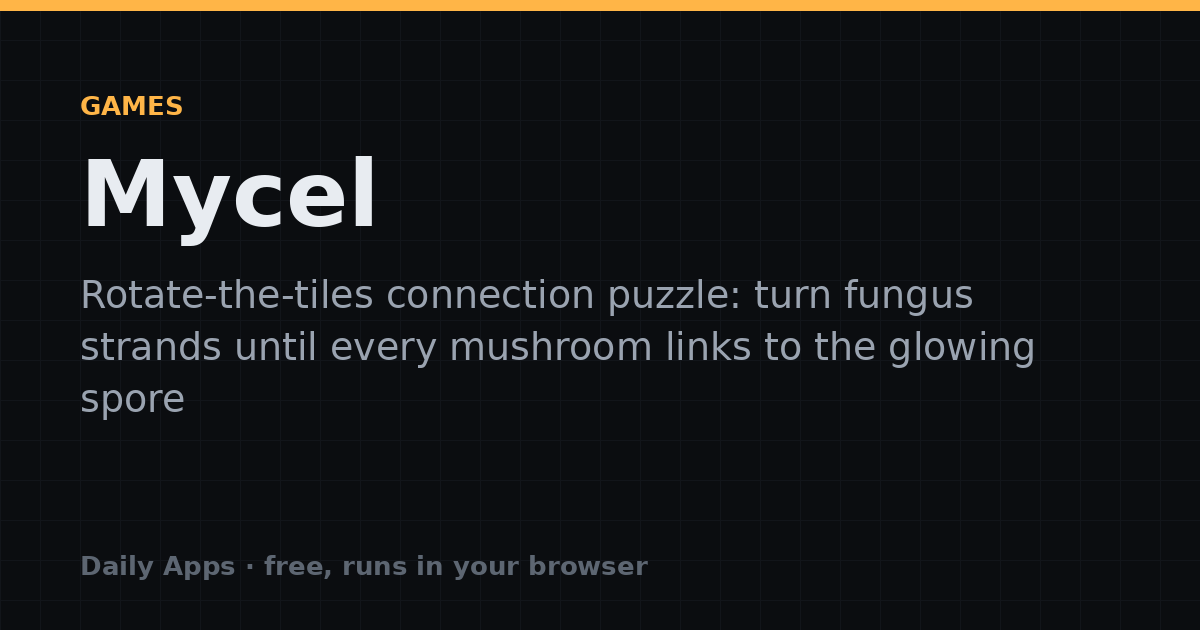 GAMES
Mycel
Rotate-the-tiles connection puzzle: turn fungus
strands until every mushroom links to the glowing
spore
Daily Apps · free, runs in your browser